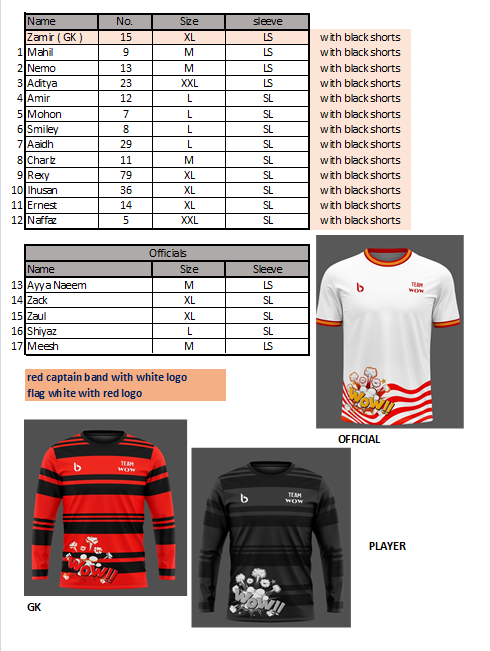 Name No. Size sleeve
Zamir ( GK ) 15 XL LS with black shorts
1 Mahil 9 M LS with black shorts
2 Nemo 13 M LS with black shorts
3 Aditya 23 XXL LS with black shorts
4 Amir 12 L SL with black shorts
5 Mohon 7 L SL with black shorts
6 Smiley 8 L SL with black shorts
7 Aaidh 29 L SL with black shorts
8 Charlz 11 M SL with black shorts
9 Rexy 79 XL SL with black shorts
10 Ihusan 36 XL SL with black shorts
11 Ernest 14 XL SL with black shorts
12 Naffaz 5 XXL SL with black shorts
Officials
Name Size Sleeve
13 Ayya Naeem M LS
14 Zack XL SL
15 Zaul XL SL
16 Shiyaz L SL
17 Meesh M LS
red captain band with white logo
flag white with red logo
b TEAM
WOW
WOW!!
OFFICIAL
b TEAM
WOW
WOW!!
GK
b TEAM
WOW
WOW!!
PLAYER